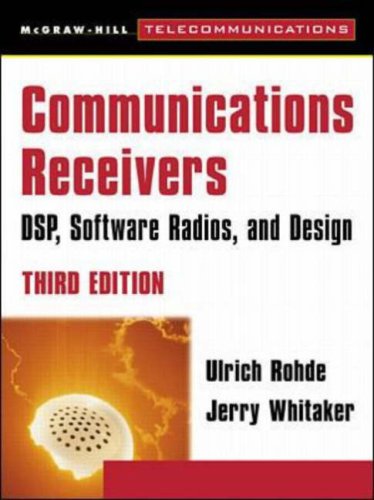 McGraw-Hill TELECOMMUNICATIONS
Communications
Receivers
DSP, Software Radios, and Design
THIRD EDITION
Ulrich Rohde
Jerry Whitaker